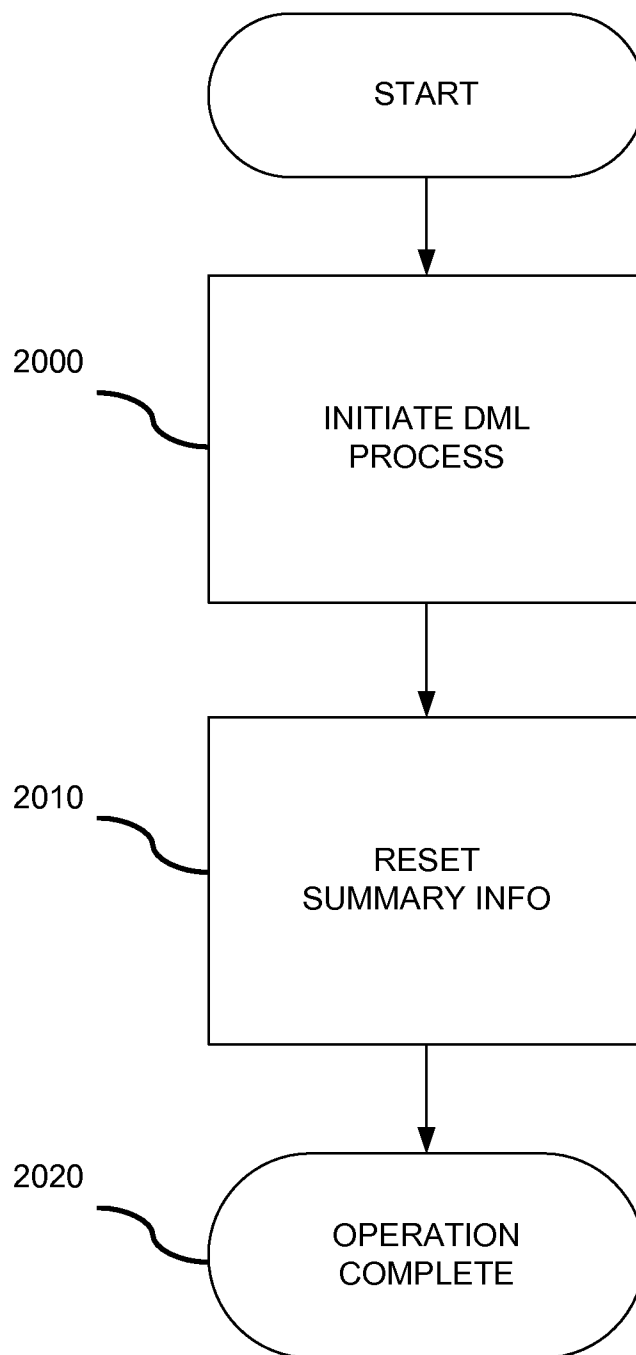 START
2000
INITIATE DML
PROCESS
2010
RESET
SUMMARY INFO
2020
OPERATION
COMPLETE